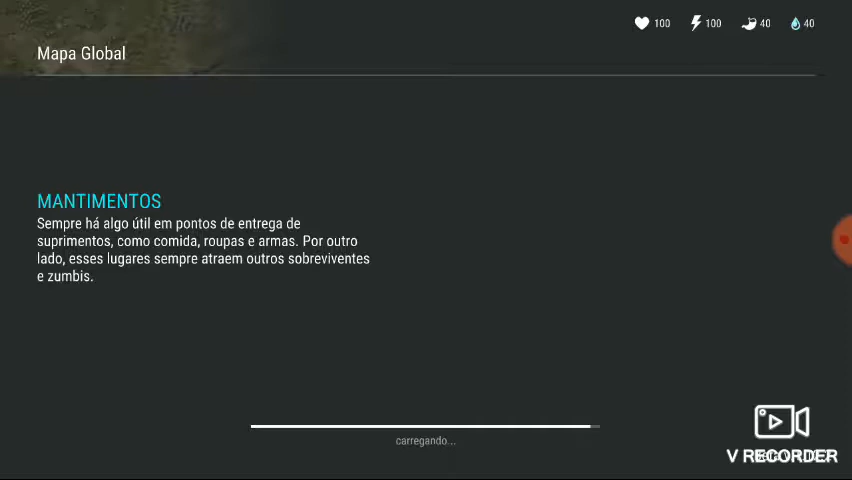 100 100 40 40
Mapa Global
MANTIMENTOS
Sempre há algo útil em pontos de entrega de
suprimentos, como comida, roupas e armas. Por outro
lado, esses lugares sempre atraem outros sobreviventes
e zumbis.
carregando...
V RECORDER